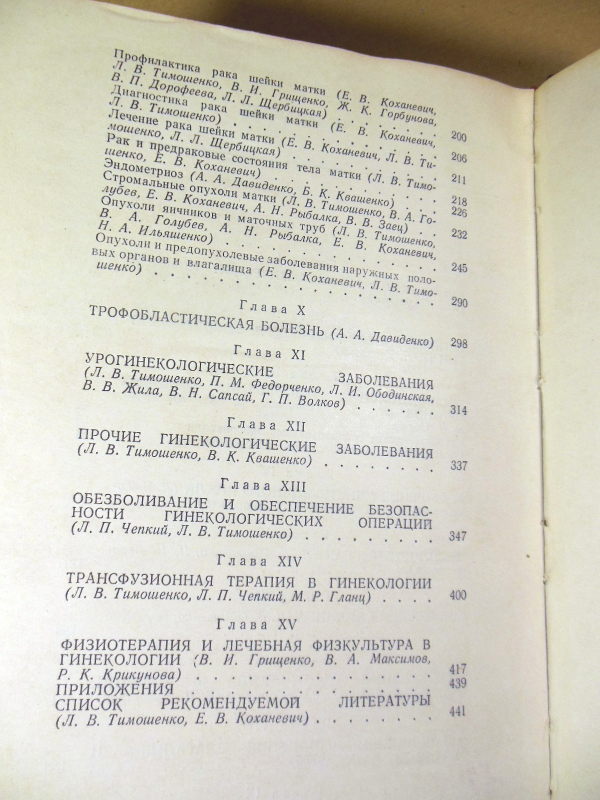 Профилактика рака шейки матки (Е. В. Коханевич,
Л. В. Тимошенко, В. И. Грищенко, Ж. К. Горбунова,
В. П. Дорофеева, Л. Л. Щербицкая) . . . . . . . 200
Диагностика рака шейки матки (Е. В. Коханевич,
Л. В. Тимошенко) . . . . . . . . . . . 206
Лечение рака шейки матки (Е. В. Коханевич, Л. В. Ти-
мошенко, Л. Л. Щербицкая) . . . . . . . . 211
Рак и предраковые состояния тела матки (Л. В. Тимо-
шенко, Е. В. Коханевич) . . . . . . . . . 218
Эндометриоз (А. А. Давиденко, Б. К. Квашенко) . . . 226
Стромальные опухоли матки (Л. В. Тимошенко, В. А. Го-
лубев, Е. В. Коханевич, А. Н. Рыбалка, В. В. Заец) . . 232
Опухоли яичников и маточных труб (Л. В. Тимошенко,
В. А. Голубев, А. Н. Рыбалка, Е. В. Коханевич,
Н. А. Ильяшенко) . . . . . . . . . . . 245
Опухоли и предопухолевые заболевания наружных поло-
вых органов и влагалища (Е. В. Коханевич, Л. В. Тимо-
шенко) . . . . . . . . . . . . . . 290
Глава X
ТРОФОБЛАСТИЧЕСКАЯ БОЛЕЗНЬ (А. А. Давиденко) 298
Глава XI
УРОГИНЕКОЛОГИЧЕСКИЕ ЗАБОЛЕВАНИЯ
(Л. В. Тимошенко, П. М. Федорченко, Л. И. Ободинская,
В. В. Жила, В. Н. Сапсай, Г. П. Волков) . . . . . . 314
Глава XII
ПРОЧИЕ ГИНЕКОЛОГИЧЕСКИЕ ЗАБОЛЕВАНИЯ
(Л. В. Тимошенко, В. К. Квашенко) . . . . . . . . 337
Глава XIII
ОБЕЗБОЛИВАНИЕ И ОБЕСПЕЧЕНИЕ БЕЗОПАС-
НОСТИ ГИНЕКОЛОГИЧЕСКИХ ОПЕРАЦИЙ
(Л. П. Чепкий, Л. В. Тимошенко) . . . . . . . . . 347
Глава XIV
ТРАНСФУЗИОННАЯ ТЕРАПИЯ В ГИНЕКОЛОГИИ
(Л. В. Тимошенко, Л. П. Чепкий, М. Р. Гланц) . . . . 400
Глава XV
ФИЗИОТЕРАПИЯ И ЛЕЧЕБНАЯ ФИЗКУЛЬТУРА В
ГИНЕКОЛОГИИ (В. И. Грищенко, В. А. Максимов,
Р. К. Крикунова) . . . . . . . . . . . . . . 417
ПРИЛОЖЕНИЯ . . . . . . . . . . . . . . 439
СПИСОК РЕКОМЕНДУЕМОЙ ЛИТЕРАТУРЫ
(Л. В. Тимошенко, Е. В. Коханевич) . . . . . . . . 441